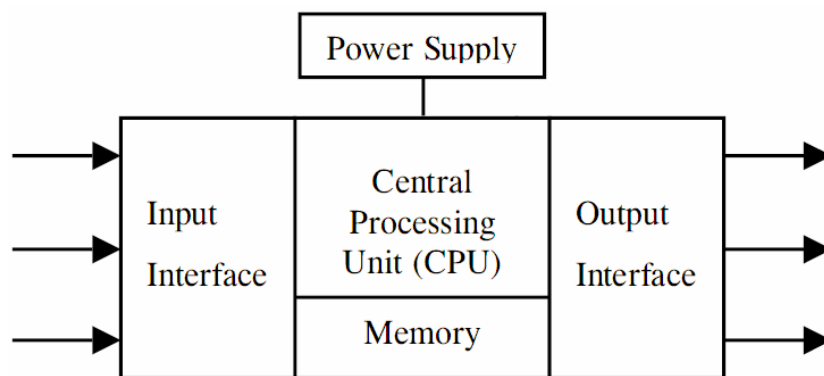 Power Supply
Input
Interface
Central
Processing
Unit (CPU)
Memory
Output
Interface